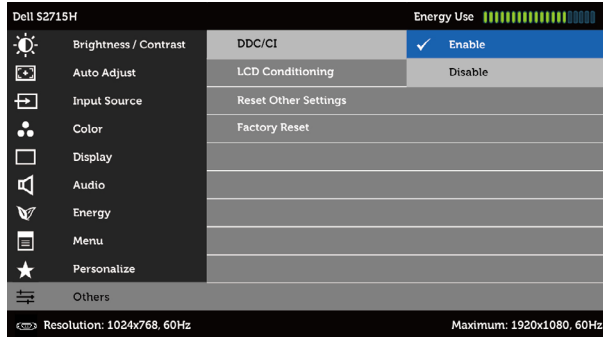 Dell S2715H Energy Use
Brightness / Contrast DDC/CI Enable
Auto Adjust LCD Conditioning Disable
Input Source Reset Other Settings
Color Factory Reset
Display
Audio
Energy
Menu
Personalize
Others
Resolution: 1024x768, 60Hz Maximum: 1920x1080, 60Hz